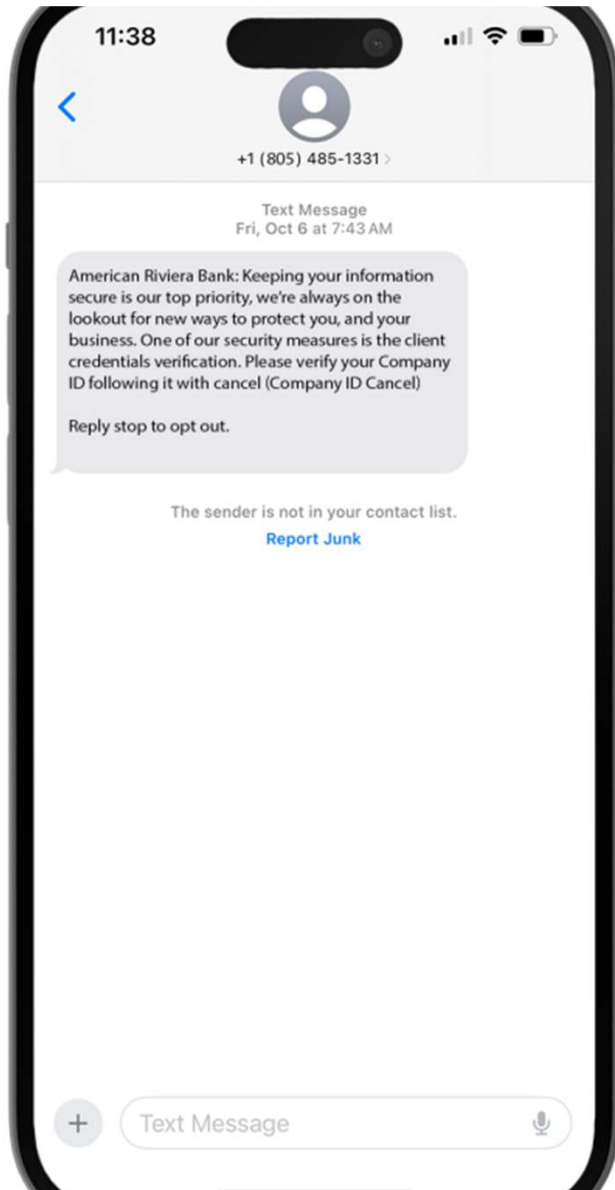 11:38
+1 (805) 485-1331 >
Text Message
Fri, Oct 6 at 7:43 AM
American Riviera Bank: Keeping your information
secure is our top priority, we're always on the
lookout for new ways to protect you, and your
business. One of our security measures is the client
credentials verification. Please verify your Company
ID following it with cancel (Company ID Cancel)
Reply stop to opt out.
The sender is not in your contact list.
Report Junk
Text Message